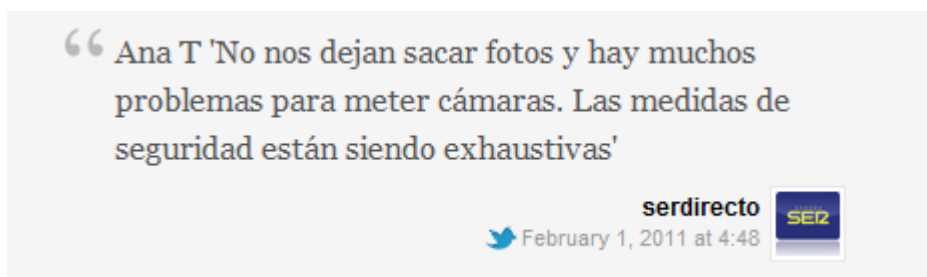 “ Ana T 'No nos dejan sacar fotos y hay muchos
problemas para meter cámaras. Las medidas de
seguridad están siendo exhaustivas'
serdirecto
February 1, 2011 at 4:48
SER